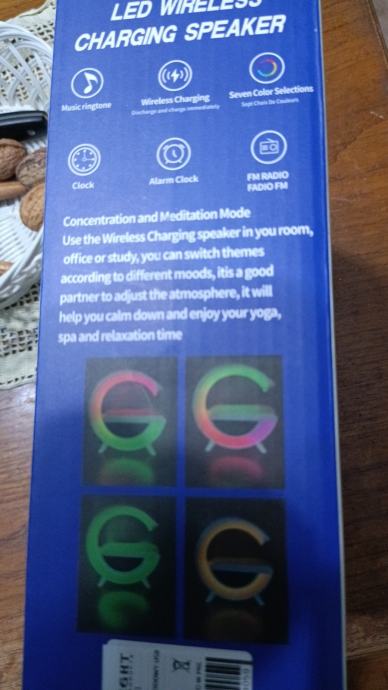 LED WIRELESS
CHARGING SPEAKER
Music ringtone
Wireless Charging
Discharge and charge immediately
Seven Color Selections
Sept Choix De Couleurs
Clock
Alarm Clock
FM RADIO
FADIO FM
Concentration and Meditation Mode
Use the Wireless Charging speaker in you room,
office or study, you can switch themes
according to different moods, itis a good
partner to adjust the atmosphere, it will
help you calm down and enjoy your yoga,
spa and relaxation time